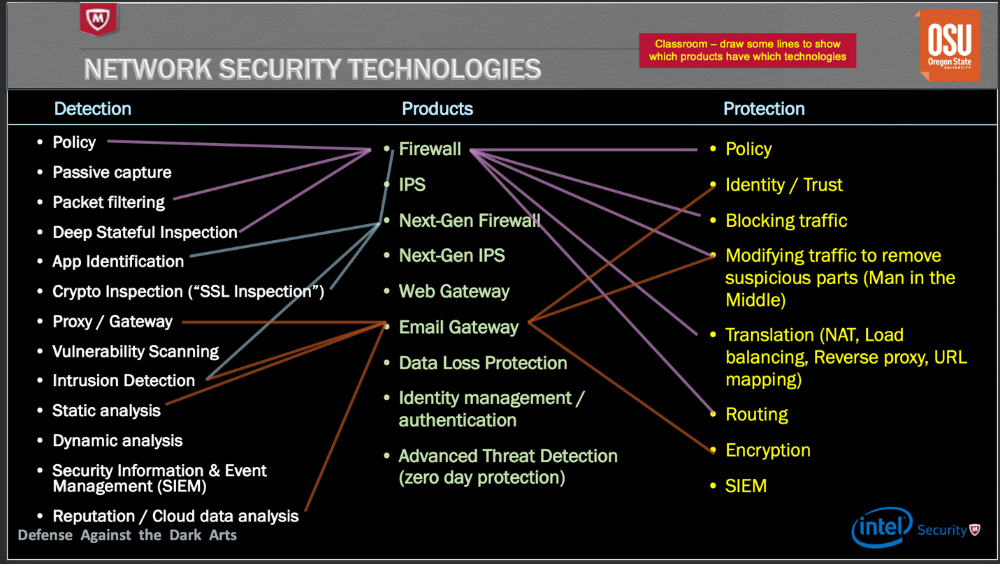 M
Classroom – draw some lines to show
which products have which technologies
OSU
Oregon State
UNIVERSITY
NETWORK SECURITY TECHNOLOGIES
Detection
• Policy
• Passive capture
• Packet filtering
• Deep Stateful Inspection
• App Identification
• Crypto Inspection (“SSL Inspection”)
• Proxy / Gateway
• Vulnerability Scanning
• Intrusion Detection
• Static analysis
• Dynamic analysis
• Security Information & Event
Management (SIEM)
• Reputation / Cloud data analysis
Products
• Firewall
• IPS
• Next-Gen Firewall
• Next-Gen IPS
• Web Gateway
• Email Gateway
• Data Loss Protection
• Identity management /
authentication
• Advanced Threat Detection
(zero day protection)
Protection
• Policy
• Identity / Trust
• Blocking traffic
• Modifying traffic to remove
suspicious parts (Man in the
Middle)
• Translation (NAT, Load
balancing, Reverse proxy, URL
mapping)
• Routing
• Encryption
• SIEM
Defense Against the Dark Arts
intel Security